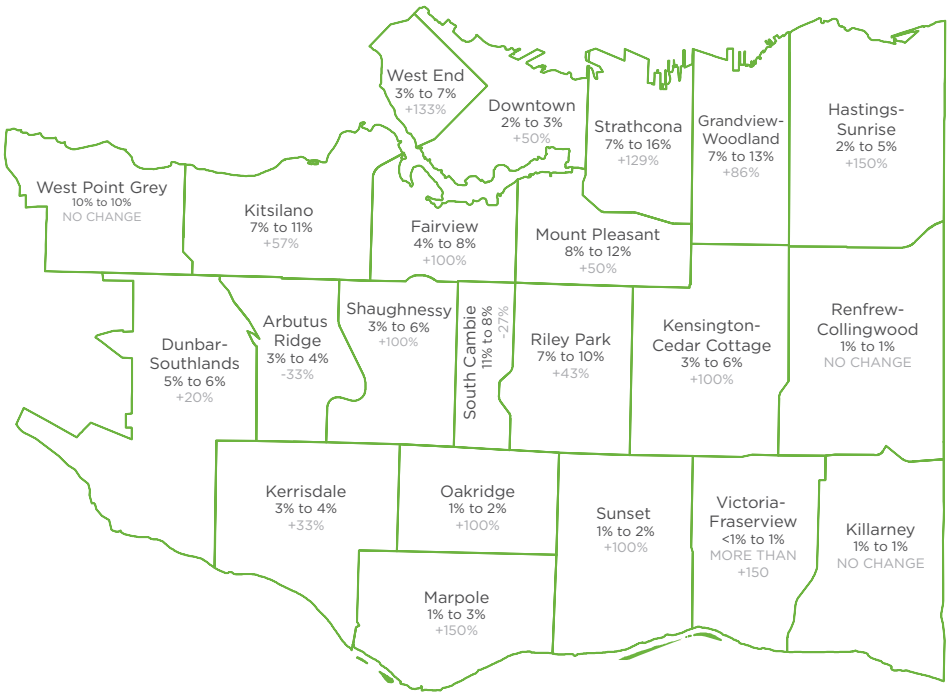 West End
3% to 7%
+133%
Downtown
2% to 3%
+50%
Strathcona
7% to 16%
+129%
Grandview-
Woodland
7% to 13%
+86%
Hastings-
Sunrise
2% to 5%
+150%
West Point Grey
10% to 10%
NO CHANGE
Kitsilano
7% to 11%
+57%
Fairview
4% to 8%
+100%
Mount Pleasant
8% to 12%
+50%
Dunbar-
Southlands
5% to 6%
+20%
Arbutus
Ridge
3% to 4%
-33%
Shaughnessy
3% to 6%
+100%
South Cambie
11% to 8%
-27%
Riley Park
7% to 10%
+43%
Kensington-
Cedar Cottage
3% to 6%
+100%
Renfrew-
Collingwood
1% to 1%
NO CHANGE
Kerrisdale
3% to 4%
+33%
Oakridge
1% to 2%
+100%
Sunset
1% to 2%
+100%
Victoria-
Fraserview
<1% to 1%
MORE THAN
+150
Killarney
1% to 1%
NO CHANGE
Marpole
1% to 3%
+150%